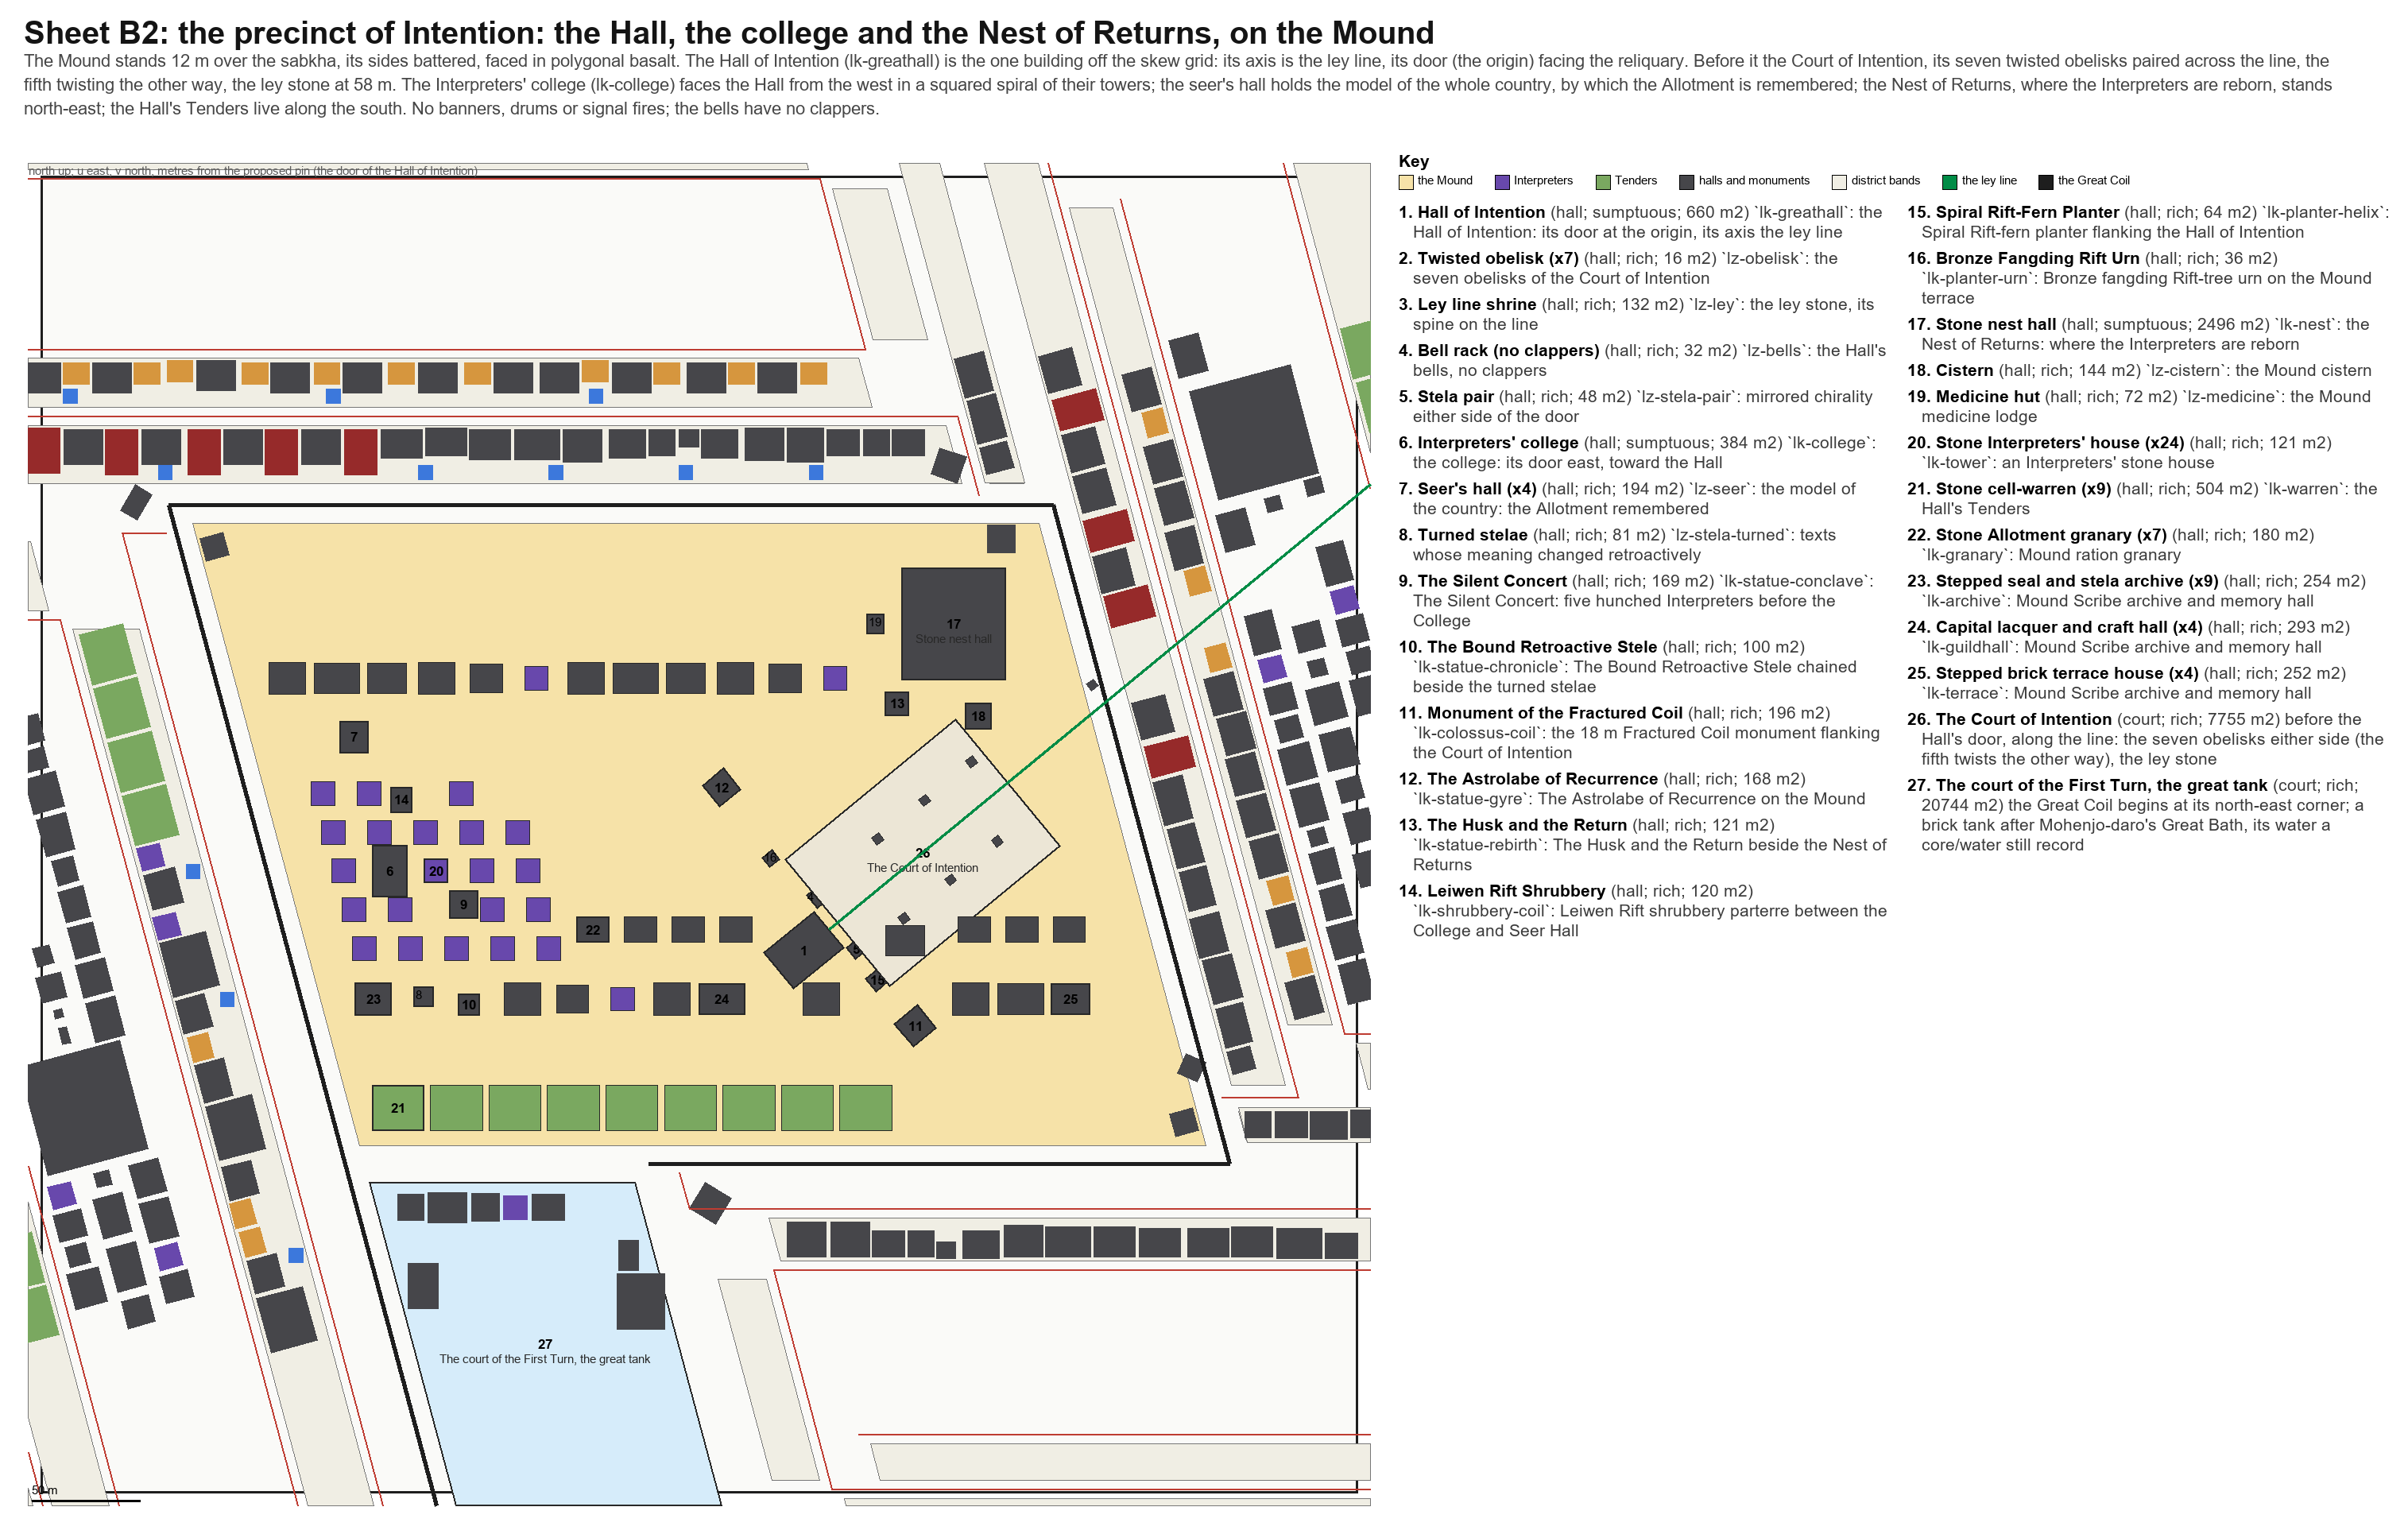 Sheet B2: the precinct of Intention: the Hall, the college and the Nest of Returns, on the Mound
The Mound stands 12 m over the sabkha, its sides battered, faced in polygonal basalt. The Hall of Intention (lk-greathall) is the one building off the skew grid: its axis is the ley line, its door (the origin) facing the reliquary. Before it the Court of Intention, its seven twisted obelisks paired across the line, the
fifth twisting the other way, the ley stone at 58 m. The Interpreters' college (lk-college) faces the Hall from the west in a squared spiral of their towers; the seer's hall holds the model of the whole country, by which the Allotment is remembered; the Nest of Returns, where the Interpreters are reborn, stands
north-east; the Hall's Tenders live along the south. No banners, drums or signal fires; the bells have no clappers.
north up; u east, v north, metres from the proposed pin (the door of the Hall of Intention)
19
17
Stone nest hall
13
18
7
12
14
16
26
The Court of Intention
6
20
9
4
22
1
5
15
23
8
10
24
25
11
21
27
The court of the First Turn, the great tank
50 m
Key
the Mound
Interpreters
Tenders
halls and monuments
district bands
the ley line
the Great Coil
1. Hall of Intention (hall; sumptuous; 660 m2) `lk-greathall`: the
Hall of Intention: its door at the origin, its axis the ley line
2. Twisted obelisk (x7) (hall; rich; 16 m2) `lz-obelisk`: the
seven obelisks of the Court of Intention
3. Ley line shrine (hall; rich; 132 m2) `lz-ley`: the ley stone, its
spine on the line
4. Bell rack (no clappers) (hall; rich; 32 m2) `lz-bells`: the Hall's
bells, no clappers
5. Stela pair (hall; rich; 48 m2) `lz-stela-pair`: mirrored chirality
either side of the door
6. Interpreters' college (hall; sumptuous; 384 m2) `lk-college`:
the college: its door east, toward the Hall
7. Seer's hall (x4) (hall; rich; 194 m2) `lz-seer`: the model of
the country: the Allotment remembered
8. Turned stelae (hall; rich; 81 m2) `lz-stela-turned`: texts
whose meaning changed retroactively
9. The Silent Concert (hall; rich; 169 m2) `lk-statue-conclave`:
The Silent Concert: five hunched Interpreters before the
College
10. The Bound Retroactive Stele (hall; rich; 100 m2)
`lk-statue-chronicle`: The Bound Retroactive Stele chained
beside the turned stelae
11. Monument of the Fractured Coil (hall; rich; 196 m2)
`lk-colossus-coil`: the 18 m Fractured Coil monument flanking
the Court of Intention
12. The Astrolabe of Recurrence (hall; rich; 168 m2)
`lk-statue-gyre`: The Astrolabe of Recurrence on the Mound
13. The Husk and the Return (hall; rich; 121 m2)
`lk-statue-rebirth`: The Husk and the Return beside the Nest of
Returns
14. Leiwen Rift Shrubbery (hall; rich; 120 m2)
`lk-shrubbery-coil`: Leiwen Rift shrubbery parterre between the
College and Seer Hall
15. Spiral Rift-Fern Planter (hall; rich; 64 m2) `lk-planter-helix`:
Spiral Rift-fern planter flanking the Hall of Intention
16. Bronze Fangding Rift Urn (hall; rich; 36 m2)
`lk-planter-urn`: Bronze fangding Rift-tree urn on the Mound
terrace
17. Stone nest hall (hall; sumptuous; 2496 m2) `lk-nest`: the
Nest of Returns: where the Interpreters are reborn
18. Cistern (hall; rich; 144 m2) `lz-cistern`: the Mound cistern
19. Medicine hut (hall; rich; 72 m2) `lz-medicine`: the Mound
medicine lodge
20. Stone Interpreters' house (x24) (hall; rich; 121 m2)
`lk-tower`: an Interpreters' stone house
21. Stone cell-warren (x9) (hall; rich; 504 m2) `lk-warren`: the
Hall's Tenders
22. Stone Allotment granary (x7) (hall; rich; 180 m2)
`lk-granary`: Mound ration granary
23. Stepped seal and stela archive (x9) (hall; rich; 254 m2)
`lk-archive`: Mound Scribe archive and memory hall
24. Capital lacquer and craft hall (x4) (hall; rich; 293 m2)
`lk-guildhall`: Mound Scribe archive and memory hall
25. Stepped brick terrace house (x4) (hall; rich; 252 m2)
`lk-terrace`: Mound Scribe archive and memory hall
26. The Court of Intention (court; rich; 7755 m2) before the
Hall's door, along the line: the seven obelisks either side (the
fifth twists the other way), the ley stone
27. The court of the First Turn, the great tank (court; rich;
20744 m2) the Great Coil begins at its north-east corner; a
brick tank after Mohenjo-daro's Great Bath, its water a
core/water still record